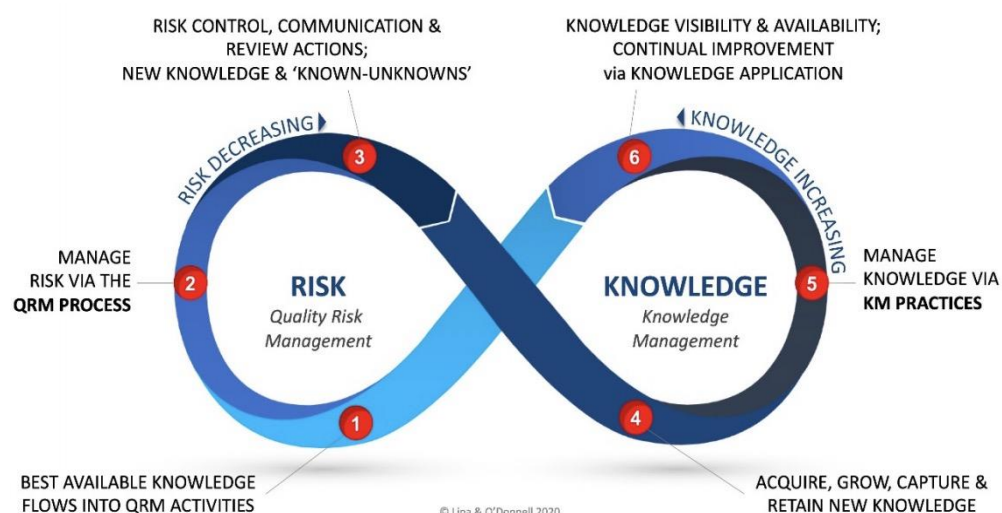 RISK CONTROL, COMMUNICATION &
REVIEW ACTIONS;
NEW KNOWLEDGE & ‘KNOWN-UNKNOWNS’
KNOWLEDGE VISIBILITY & AVAILABILITY;
CONTINUAL IMPROVEMENT
via KNOWLEDGE APPLICATION
RISK DECREASING
3
6
KNOWLEDGE INCREASING
MANAGE
RISK VIA THE
QRM PROCESS
2
RISK
Quality Risk
Management
KNOWLEDGE
Knowledge
Management
5
MANAGE
KNOWLEDGE VIA
KM PRACTICES
1
4
BEST AVAILABLE KNOWLEDGE
FLOWS INTO QRM ACTIVITIES
ACQUIRE, GROW, CAPTURE &
RETAIN NEW KNOWLEDGE
© Lipa & O'Donnell 2020